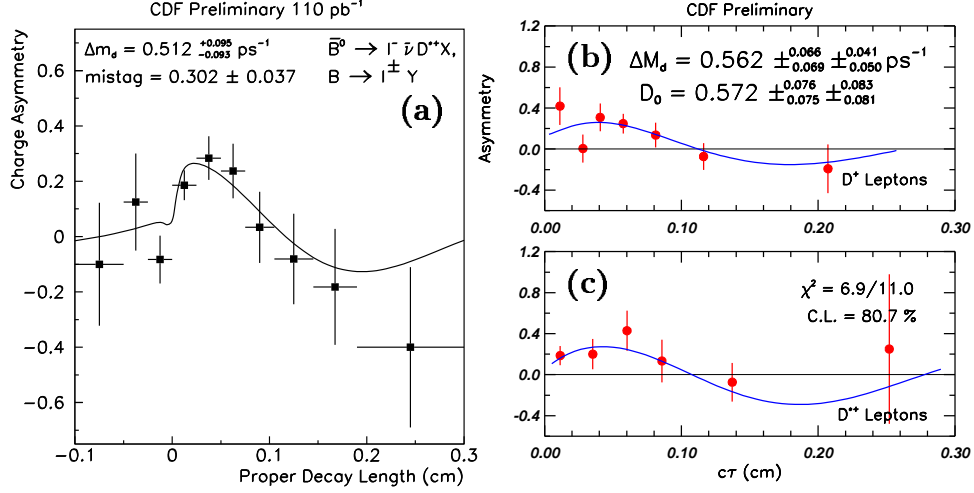 CDF Preliminary 110 pb⁻¹
Δm_d = 0.512 +0.095 −0.093 ps⁻¹
mistag = 0.302 ± 0.037
B̅⁰ → l⁻ ν̅ D*⁺X,
B → l± Y
(a)
Charge Asymmetry
0.6
0.4
0.2
0
−0.2
−0.4
−0.6
−0.1 0 0.1 0.2 0.3
Proper Decay Length (cm)
CDF Preliminary
(b)
ΔM_d = 0.562 ±0.066 0.069 ±0.041 0.050 ps⁻¹
D₀ = 0.572 ±0.076 0.075 ±0.083 0.081
Asymmetry
1.2
0.8
0.4
0.0
-0.4
D⁺ Leptons
0.00 0.10 0.20 0.30
(c)
χ² = 6.9/11.0
C.L. = 80.7 %
1.2
0.8
0.4
0.0
-0.4
D*⁺ Leptons
0.00 0.10 0.20 0.30
cτ (cm)